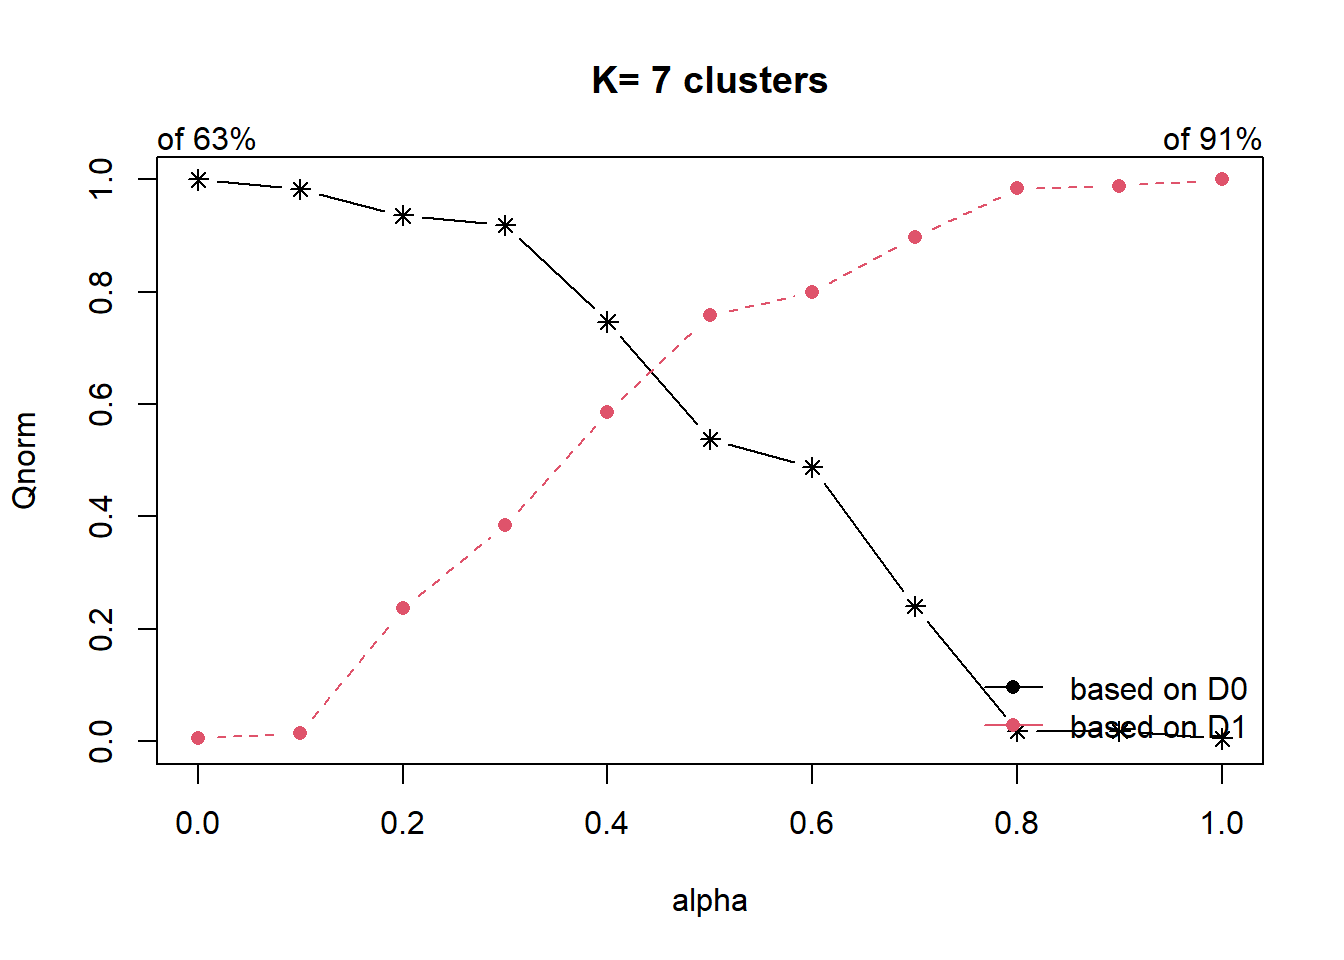 K= 7 clusters
of 63%
of 91%
Qnorm
1.0
0.8
0.6
0.4
0.2
0.0
based on D0
based on D1
0.0 0.2 0.4 0.6 0.8 1.0
alpha